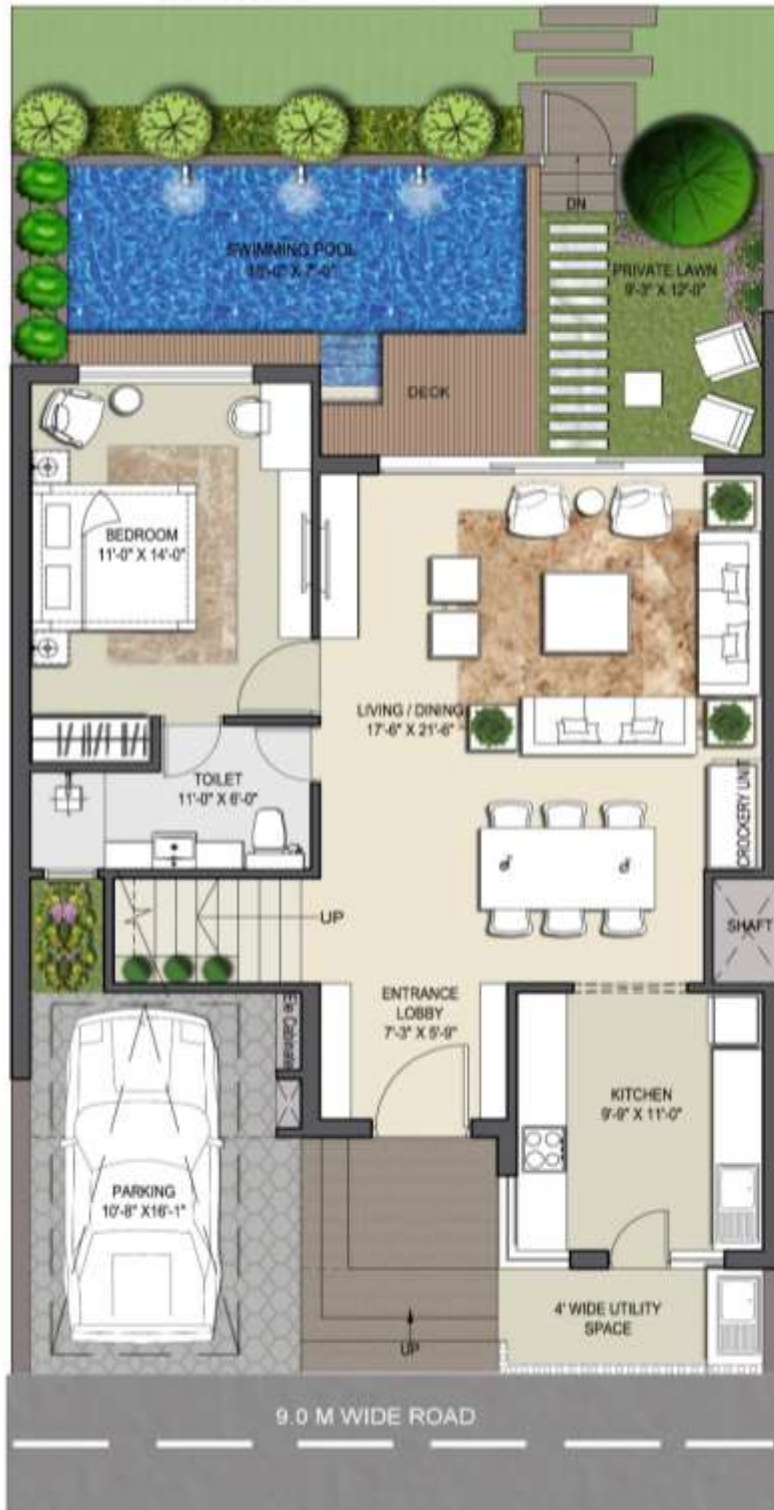 SWIMMING POOL
DN
PRIVATE LAWN
9'-3" X 12'-0"
DECK
BEDROOM
11'-0" X 14'-0"
LIVING / DINING
17'-6" X 21'-6"
TOILET
11'-0" X 6'-0"
CROCKERY UNIT
UP
SHAFT
ENTRANCE
LOBBY
7'-3" X 5'-9"
KITCHEN
9'-9" X 11'-0"
PARKING
10'-8" X16'-1"
4' WIDE UTILITY
SPACE
UP
9.0 M WIDE ROAD